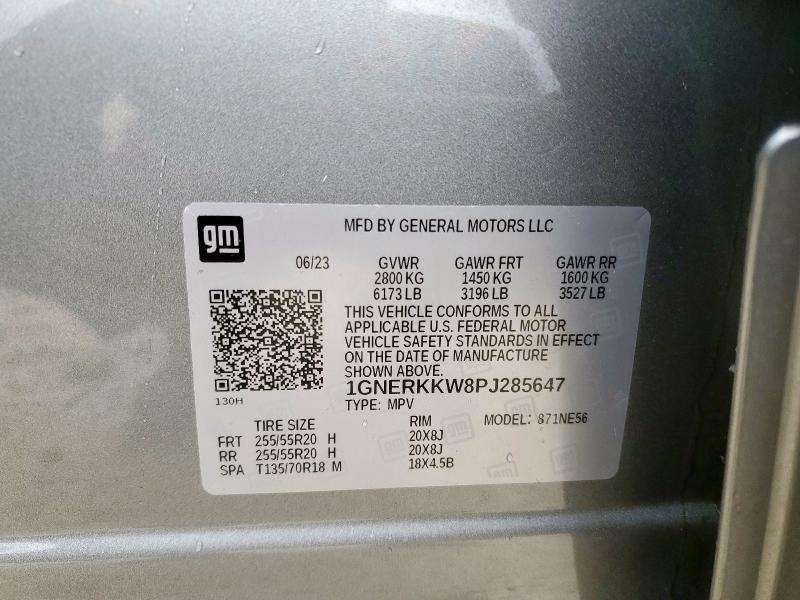 gm
MFD BY GENERAL MOTORS LLC
06/23 GVWR GAWR FRT GAWR RR
2800 KG 1450 KG 1600 KG
6173 LB 3196 LB 3527 LB
THIS VEHICLE CONFORMS TO ALL
APPLICABLE U.S. FEDERAL MOTOR
VEHICLE SAFETY STANDARDS IN EFFECT
ON THE DATE OF MANUFACTURE
SHOWN ABOVE.
1GNERKKW8PJ285647
130H
TYPE: MPV
TIRE SIZE RIM MODEL: 871NE56
FRT 255/55R20 H 20X8J
RR 255/55R20 H 20X8J
SPA T135/70R18 M 18X4.5B